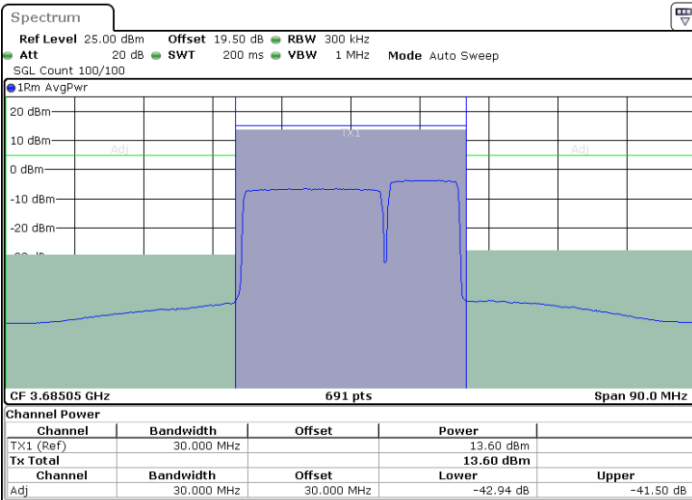 Spectrum
Ref Level 25.00 dBm Offset 19.50 dB RBW 300 kHz
Att 20 dB SWT 200 ms VBW 1 MHz Mode Auto Sweep
SGL Count 100/100
1Rm AvgPwr
20 dBm
TX1
10 dBm
Adj Adj
0 dBm
-10 dBm
-20 dBm
CF 3.68505 GHz 691 pts Span 90.0 MHz
Channel Power
Channel Bandwidth Offset Power
TX1 (Ref) 30.000 MHz 13.60 dBm
Tx Total 13.60 dBm
Channel Bandwidth Offset Lower Upper
Adj 30.000 MHz 30.000 MHz -42.94 dB -41.50 dB